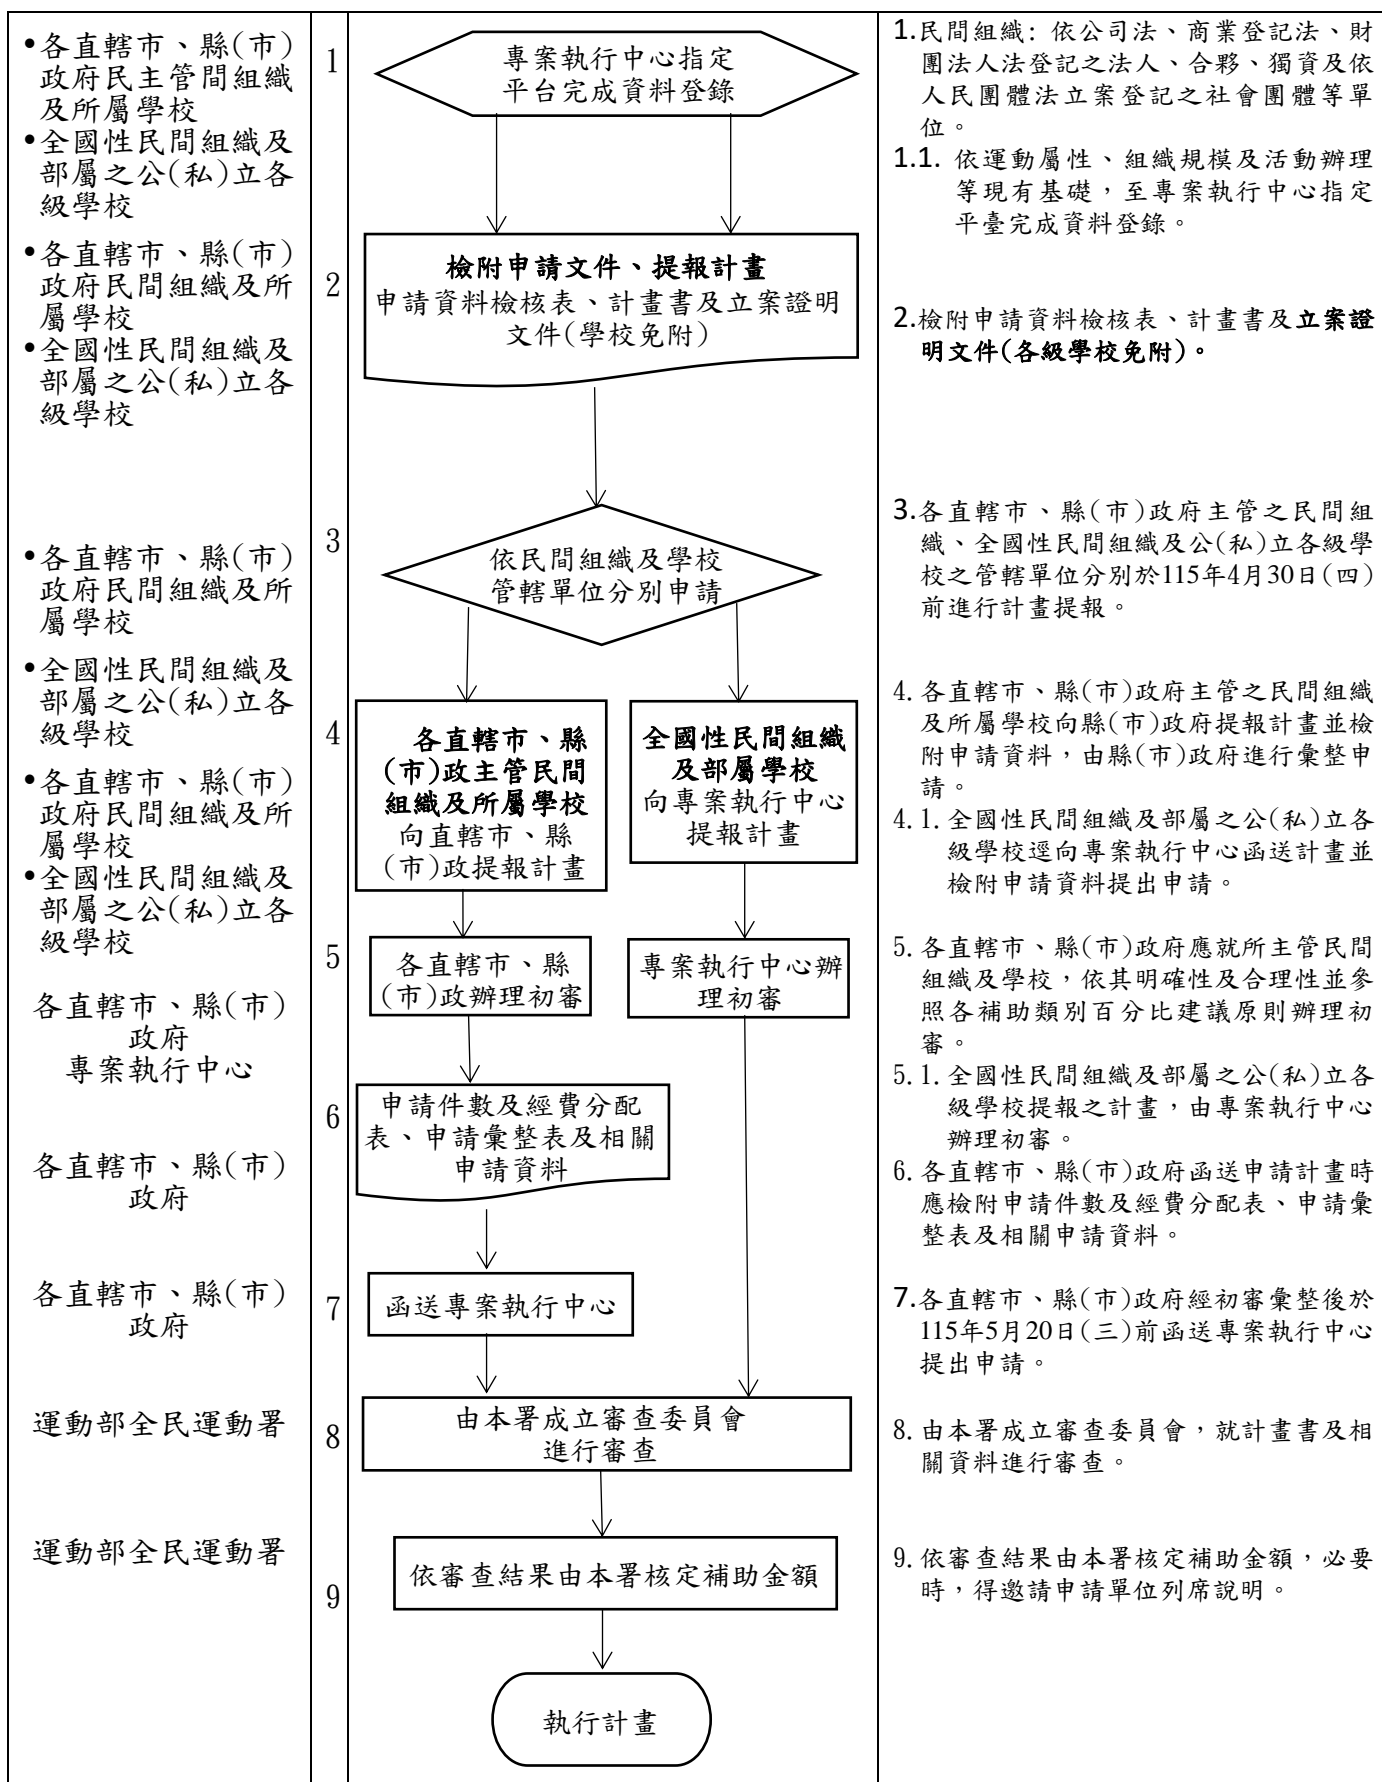 •各直轄市、縣(市)
政府民主管間組織
及所屬學校
•全國性民間組織及
部屬之公(私)立各
級學校
•各直轄市、縣(市)
政府民間組織及所
屬學校
•全國性民間組織及
部屬之公(私)立各
級學校
•各直轄市、縣(市)
政府民間組織及所
屬學校
•全國性民間組織及
部屬之公(私)立各
級學校
•各直轄市、縣(市)
政府民間組織及所
屬學校
•全國性民間組織及
部屬之公(私)立各
級學校
各直轄市、縣(市)
政府
專案執行中心
各直轄市、縣(市)
政府
各直轄市、縣(市)
政府
運動部全民運動署
運動部全民運動署
1
2
3
4
5
6
7
8
9
專案執行中心指定
平台完成資料登錄
檢附申請文件、提報計畫
申請資料檢核表、計畫書及立案證明
文件(學校免附)
依民間組織及學校
管轄單位分別申請
各直轄市、縣
(市)政主管民間
組織及所屬學校
向直轄市、縣
(市)政提報計畫
全國性民間組織
及部屬學校
向專案執行中心
提報計畫
各直轄市、縣
(市)政辦理初審
專案執行中心辦
理初審
申請件數及經費分配
表、申請彙整表及相關
申請資料
函送專案執行中心
由本署成立審查委員會
進行審查
依審查結果由本署核定補助金額
執行計畫
1.民間組織：依公司法、商業登記法、財
團法人法登記之法人、合夥、獨資及依
人民團體法立案登記之社會團體等單
位。
1.1. 依運動屬性、組織規模及活動辦理
等現有基礎，至專案執行中心指定
平臺完成資料登錄。
2.檢附申請資料檢核表、計畫書及立案證
明文件(各級學校免附)。
3.各直轄市、縣(市)政府主管之民間組
織、全國性民間組織及公(私)立各級學
校之管轄單位分別於115年4月30日(四)
前進行計畫提報。
4. 各直轄市、縣(市)政府主管之民間組織
及所屬學校向縣(市)政府提報計畫並檢
附申請資料，由縣(市)政府進行彙整申
請。
4.1. 全國性民間組織及部屬之公(私)立各
級學校逕向專案執行中心函送計畫並
檢附申請資料提出申請。
5. 各直轄市、縣(市)政府應就所主管民間
組織及學校，依其明確性及合理性並參
照各補助類別百分比建議原則辦理初
審。
5.1. 全國性民間組織及部屬之公(私)立各
級學校提報之計畫，由專案執行中心
辦理初審。
6. 各直轄市、縣(市)政府函送申請計畫時
應檢附申請件數及經費分配表、申請彙
整表及相關申請資料。
7.各直轄市、縣(市)政府經初審彙整後於
115年5月20日(三)前函送專案執行中心
提出申請。
8. 由本署成立審查委員會，就計畫書及相
關資料進行審查。
9. 依審查結果由本署核定補助金額，必要
時，得邀請申請單位列席說明。